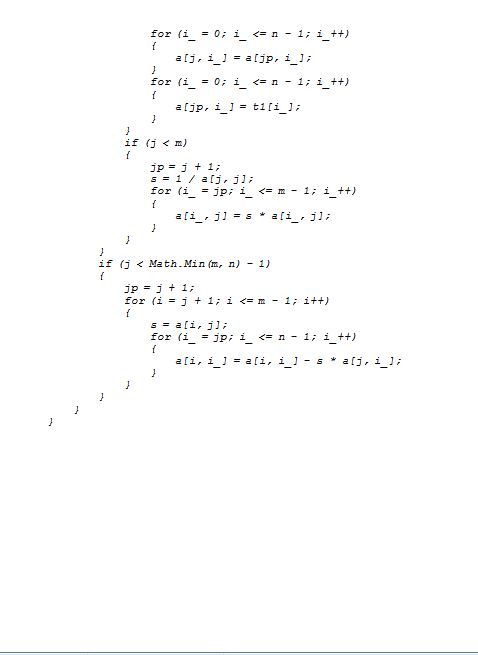 for (i_ = 0; i_ <= n - 1; i_++)
{
a[j, i_] = a[jp, i_];
}
for (i_ = 0; i_ <= n - 1; i_++)
{
a[jp, i_] = t1[i_];
}
}
if (j < m)
{
jp = j + 1;
s = 1 / a[j, j];
for (i_ = jp; i_ <= m - 1; i_++)
{
a[i_, j] = s * a[i_, j];
}
}
}
if (j < Math.Min(m, n) - 1)
{
jp = j + 1;
for (i = j + 1; i <= m - 1; i++)
{
s = a[i, j];
for (i_ = jp; i_ <= n - 1; i_++)
{
a[i, i_] = a[i, i_] - s * a[j, i_];
}
}
}
}
}